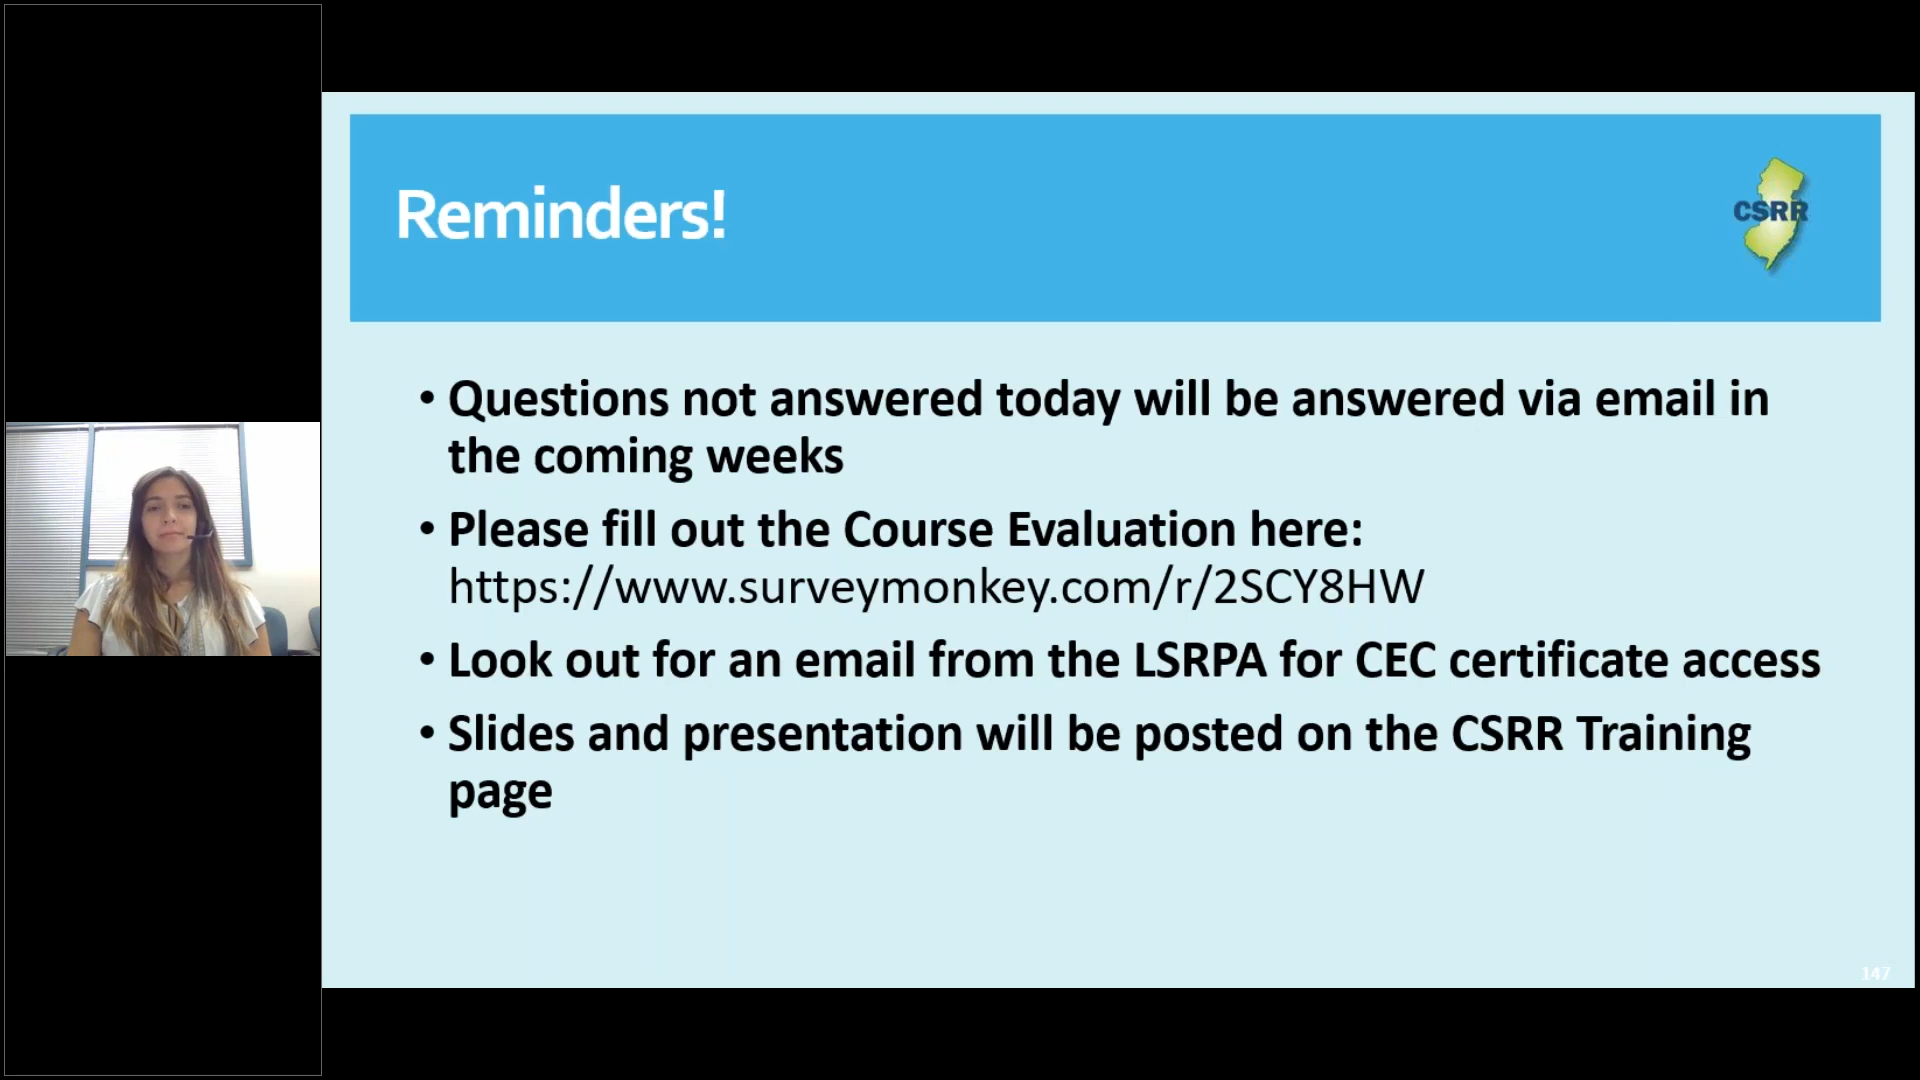 Reminders!
CSRR
• Questions not answered today will be answered via email in
the coming weeks
• Please fill out the Course Evaluation here:
https://www.surveymonkey.com/r/2SCY8HW
• Look out for an email from the LSRPA for CEC certificate access
• Slides and presentation will be posted on the CSRR Training
page
147